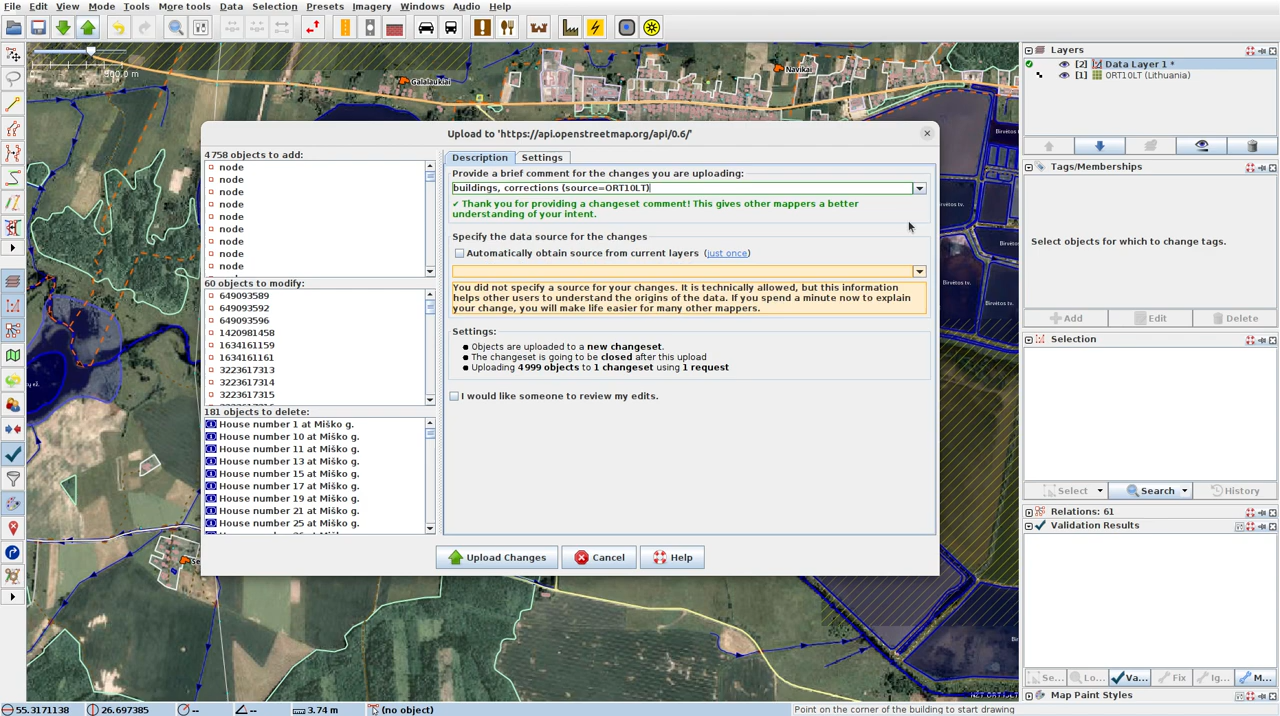 File Edit View Mode Tools More tools Data Selection Presets Imagery Windows Audio Help
Galalaukiai
Navikai
Birvėtos tv.
Birvėtos tv.
Birvėtos tv.
Upload to 'https://api.openstreetmap.org/api/0.6/'
4758 objects to add:
node
node
node
node
node
node
node
node
node
60 objects to modify:
649093589
649093592
649093596
1420981458
1634161159
1634161161
3223617313
3223617314
3223617315
181 objects to delete:
House number 1 at Miško g.
House number 10 at Miško g.
House number 11 at Miško g.
House number 13 at Miško g.
House number 15 at Miško g.
House number 17 at Miško g.
House number 19 at Miško g.
House number 21 at Miško g.
House number 25 at Miško g.
Description Settings
Provide a brief comment for the changes you are uploading:
buildings, corrections (source=ORT10LT)
✔ Thank you for providing a changeset comment! This gives other mappers a better
understanding of your intent.
Specify the data source for the changes
Automatically obtain source from current layers (just once)
You did not specify a source for your changes. It is technically allowed, but this information
helps other users to understand the origins of the data. If you spend a minute now to explain
your change, you will make life easier for many other mappers.
Settings:
Objects are uploaded to a new changeset.
The changeset is going to be closed after this upload
Uploading 4999 objects to 1 changeset using 1 request
I would like someone to review my edits.
Upload Changes Cancel Help
Layers
[2] Data Layer 1 *
[1] ORT10LT (Lithuania)
Tags/Memberships
Select objects for which to change tags.
Add Edit Delete
Selection
Select Search History
Relations: 61
Validation Results
Se... Lo... Va... Fix Ig... M...
Map Paint Styles
55.3171138 26.697385 -- -- 3.74 m (no object) Point on the corner of the building to start drawing